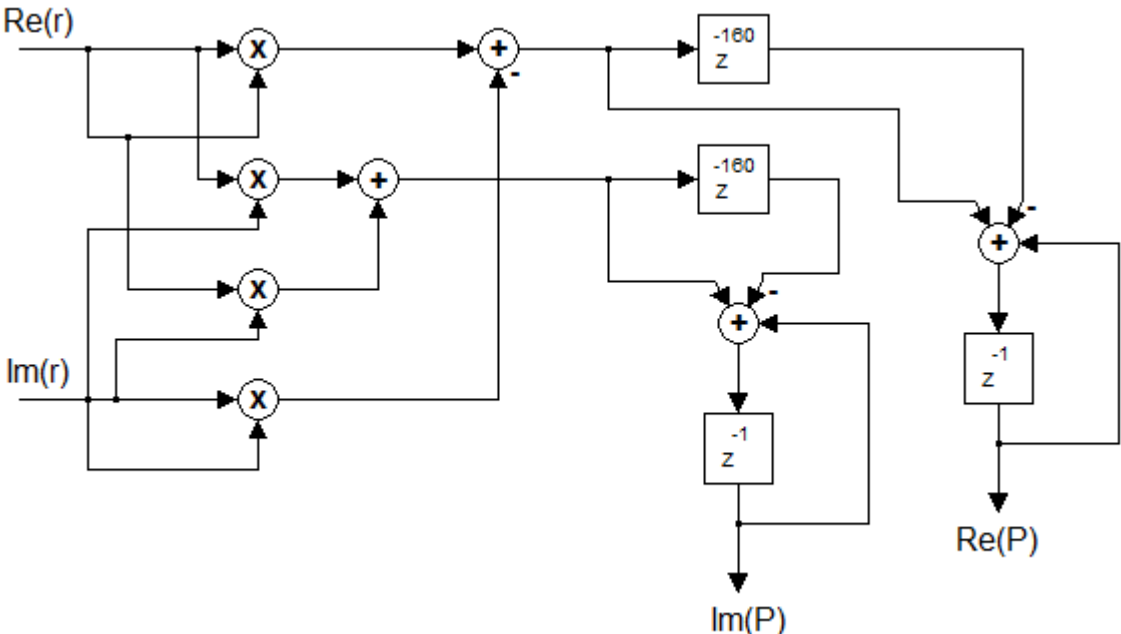 Re(r)
X
+
-
-160
z
X
+
-160
z
-
+
X
-
+
Im(r)
X
-1
z
-1
z
Re(P)
Im(P)